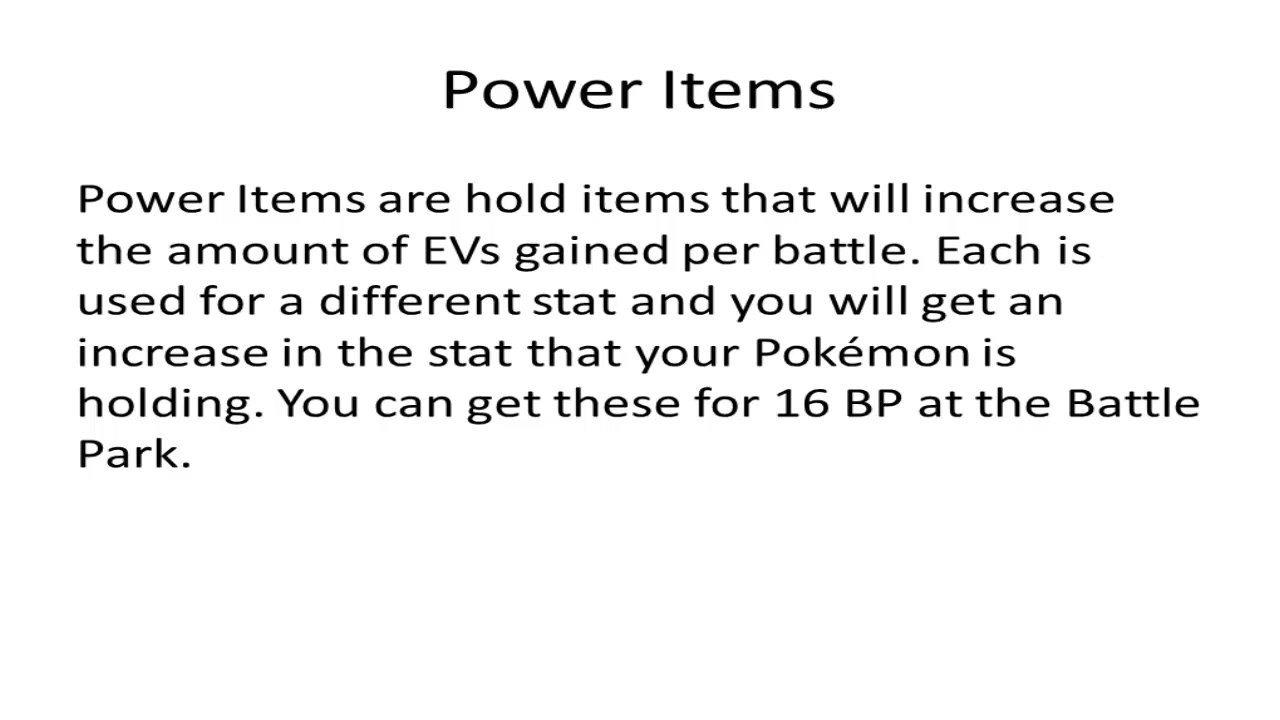 Power Items
Power Items are hold items that will increase
the amount of EVs gained per battle. Each is
used for a different stat and you will get an
increase in the stat that your Pokémon is
holding. You can get these for 16 BP at the Battle
Park.